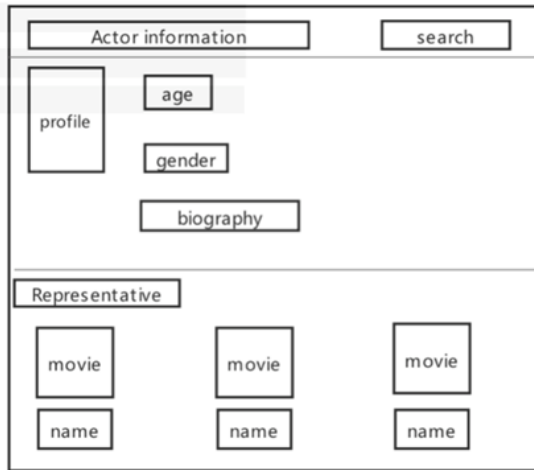 Actor information
search
profile
age
gender
biography
Representative
movie
movie
movie
name
name
name